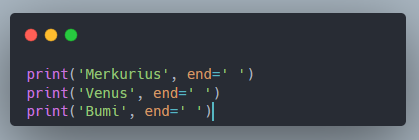 print('Merkurius', end=' ')
print('Venus', end=' ')
print('Bumi', end=' ')